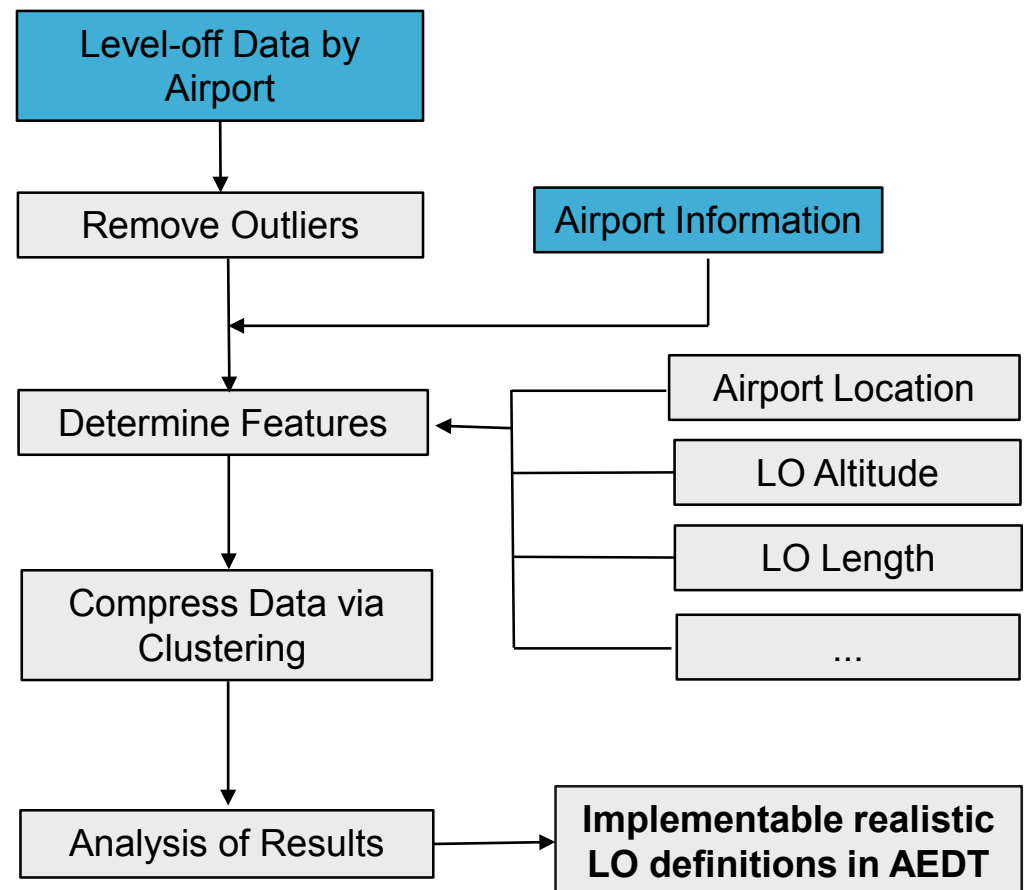 Level-off Data by
Airport
Remove Outliers
Airport Information
Determine Features
Airport Location
LO Altitude
LO Length
...
Compress Data via
Clustering
Analysis of Results
Implementable realistic
LO definitions in AEDT